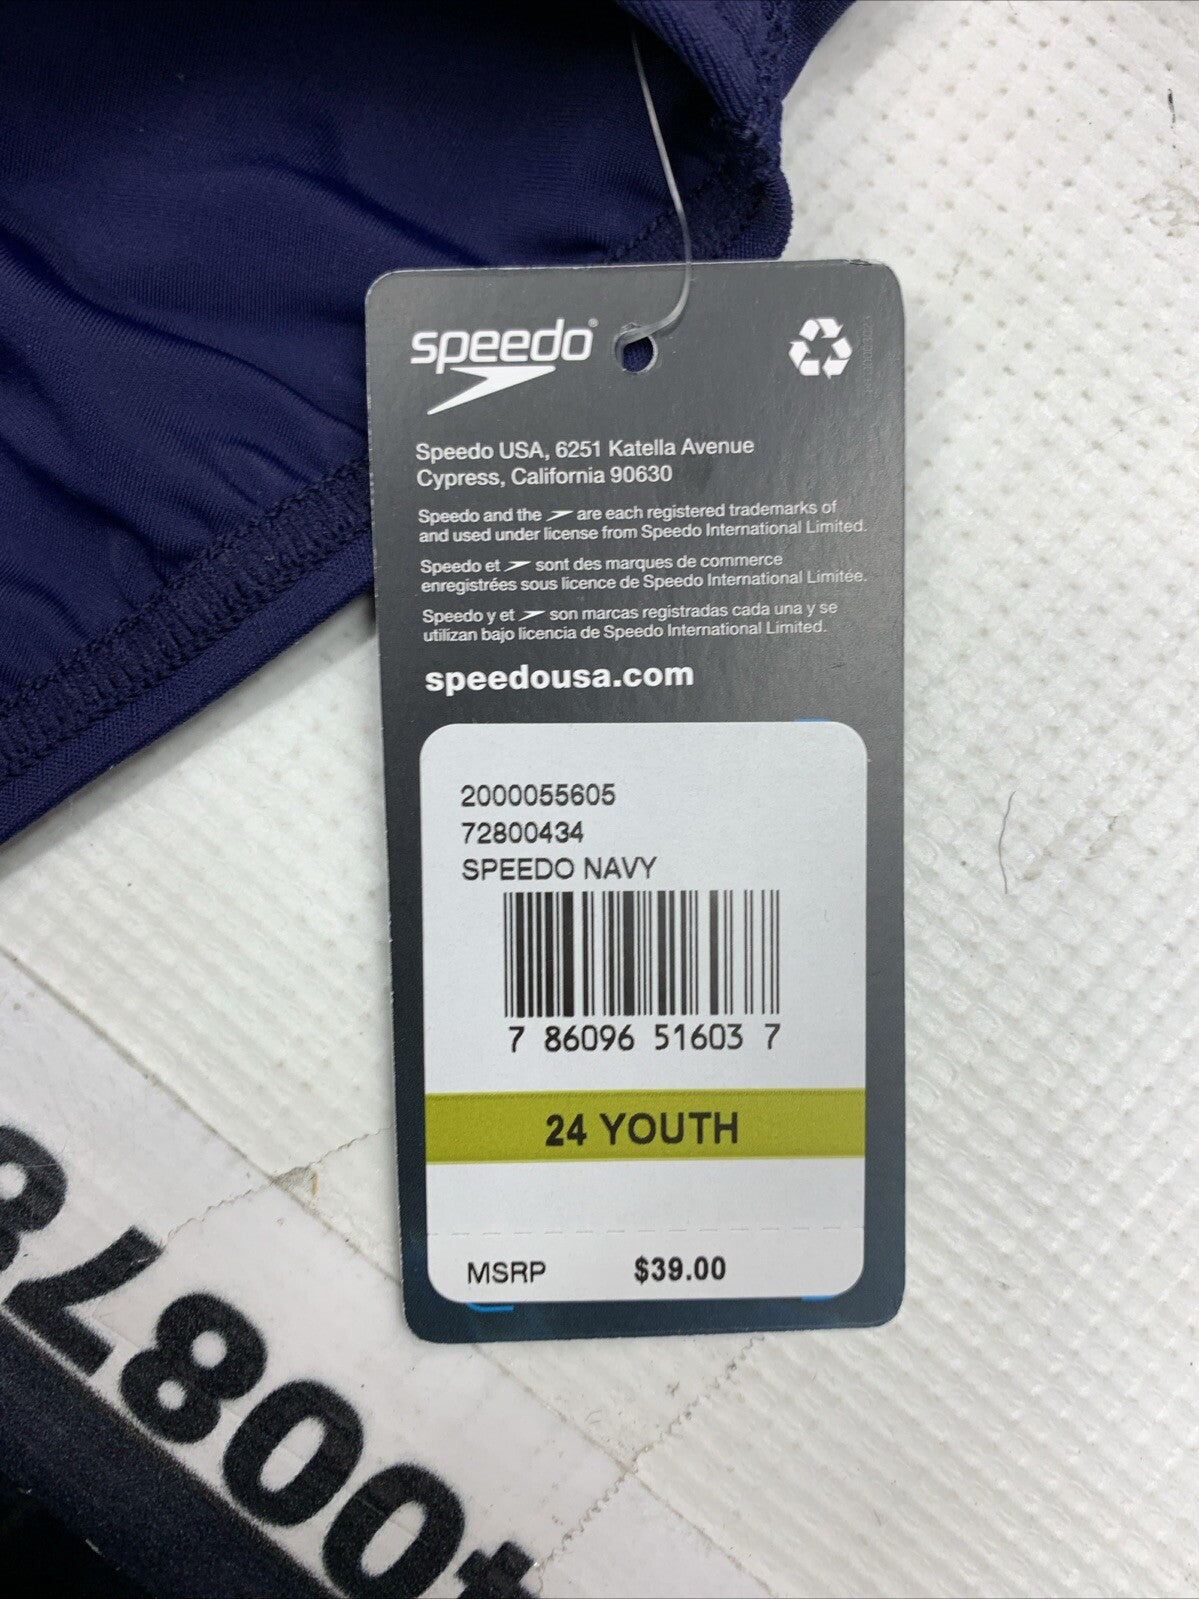 speedo®
Speedo USA, 6251 Katella Avenue
Cypress, California 90630
Speedo and the are each registered trademarks of
and used under license from Speedo International Limited.
Speedo et sont des marques de commerce
enregistrées sous licence de Speedo International Limitée.
Speedo y et son marcas registradas cada una y se
utilizan bajo licencia de Speedo International Limited.
speedousa.com
2000055605
72800434
SPEEDO NAVY
7 86096 51603 7
24 YOUTH
MSRP $39.00